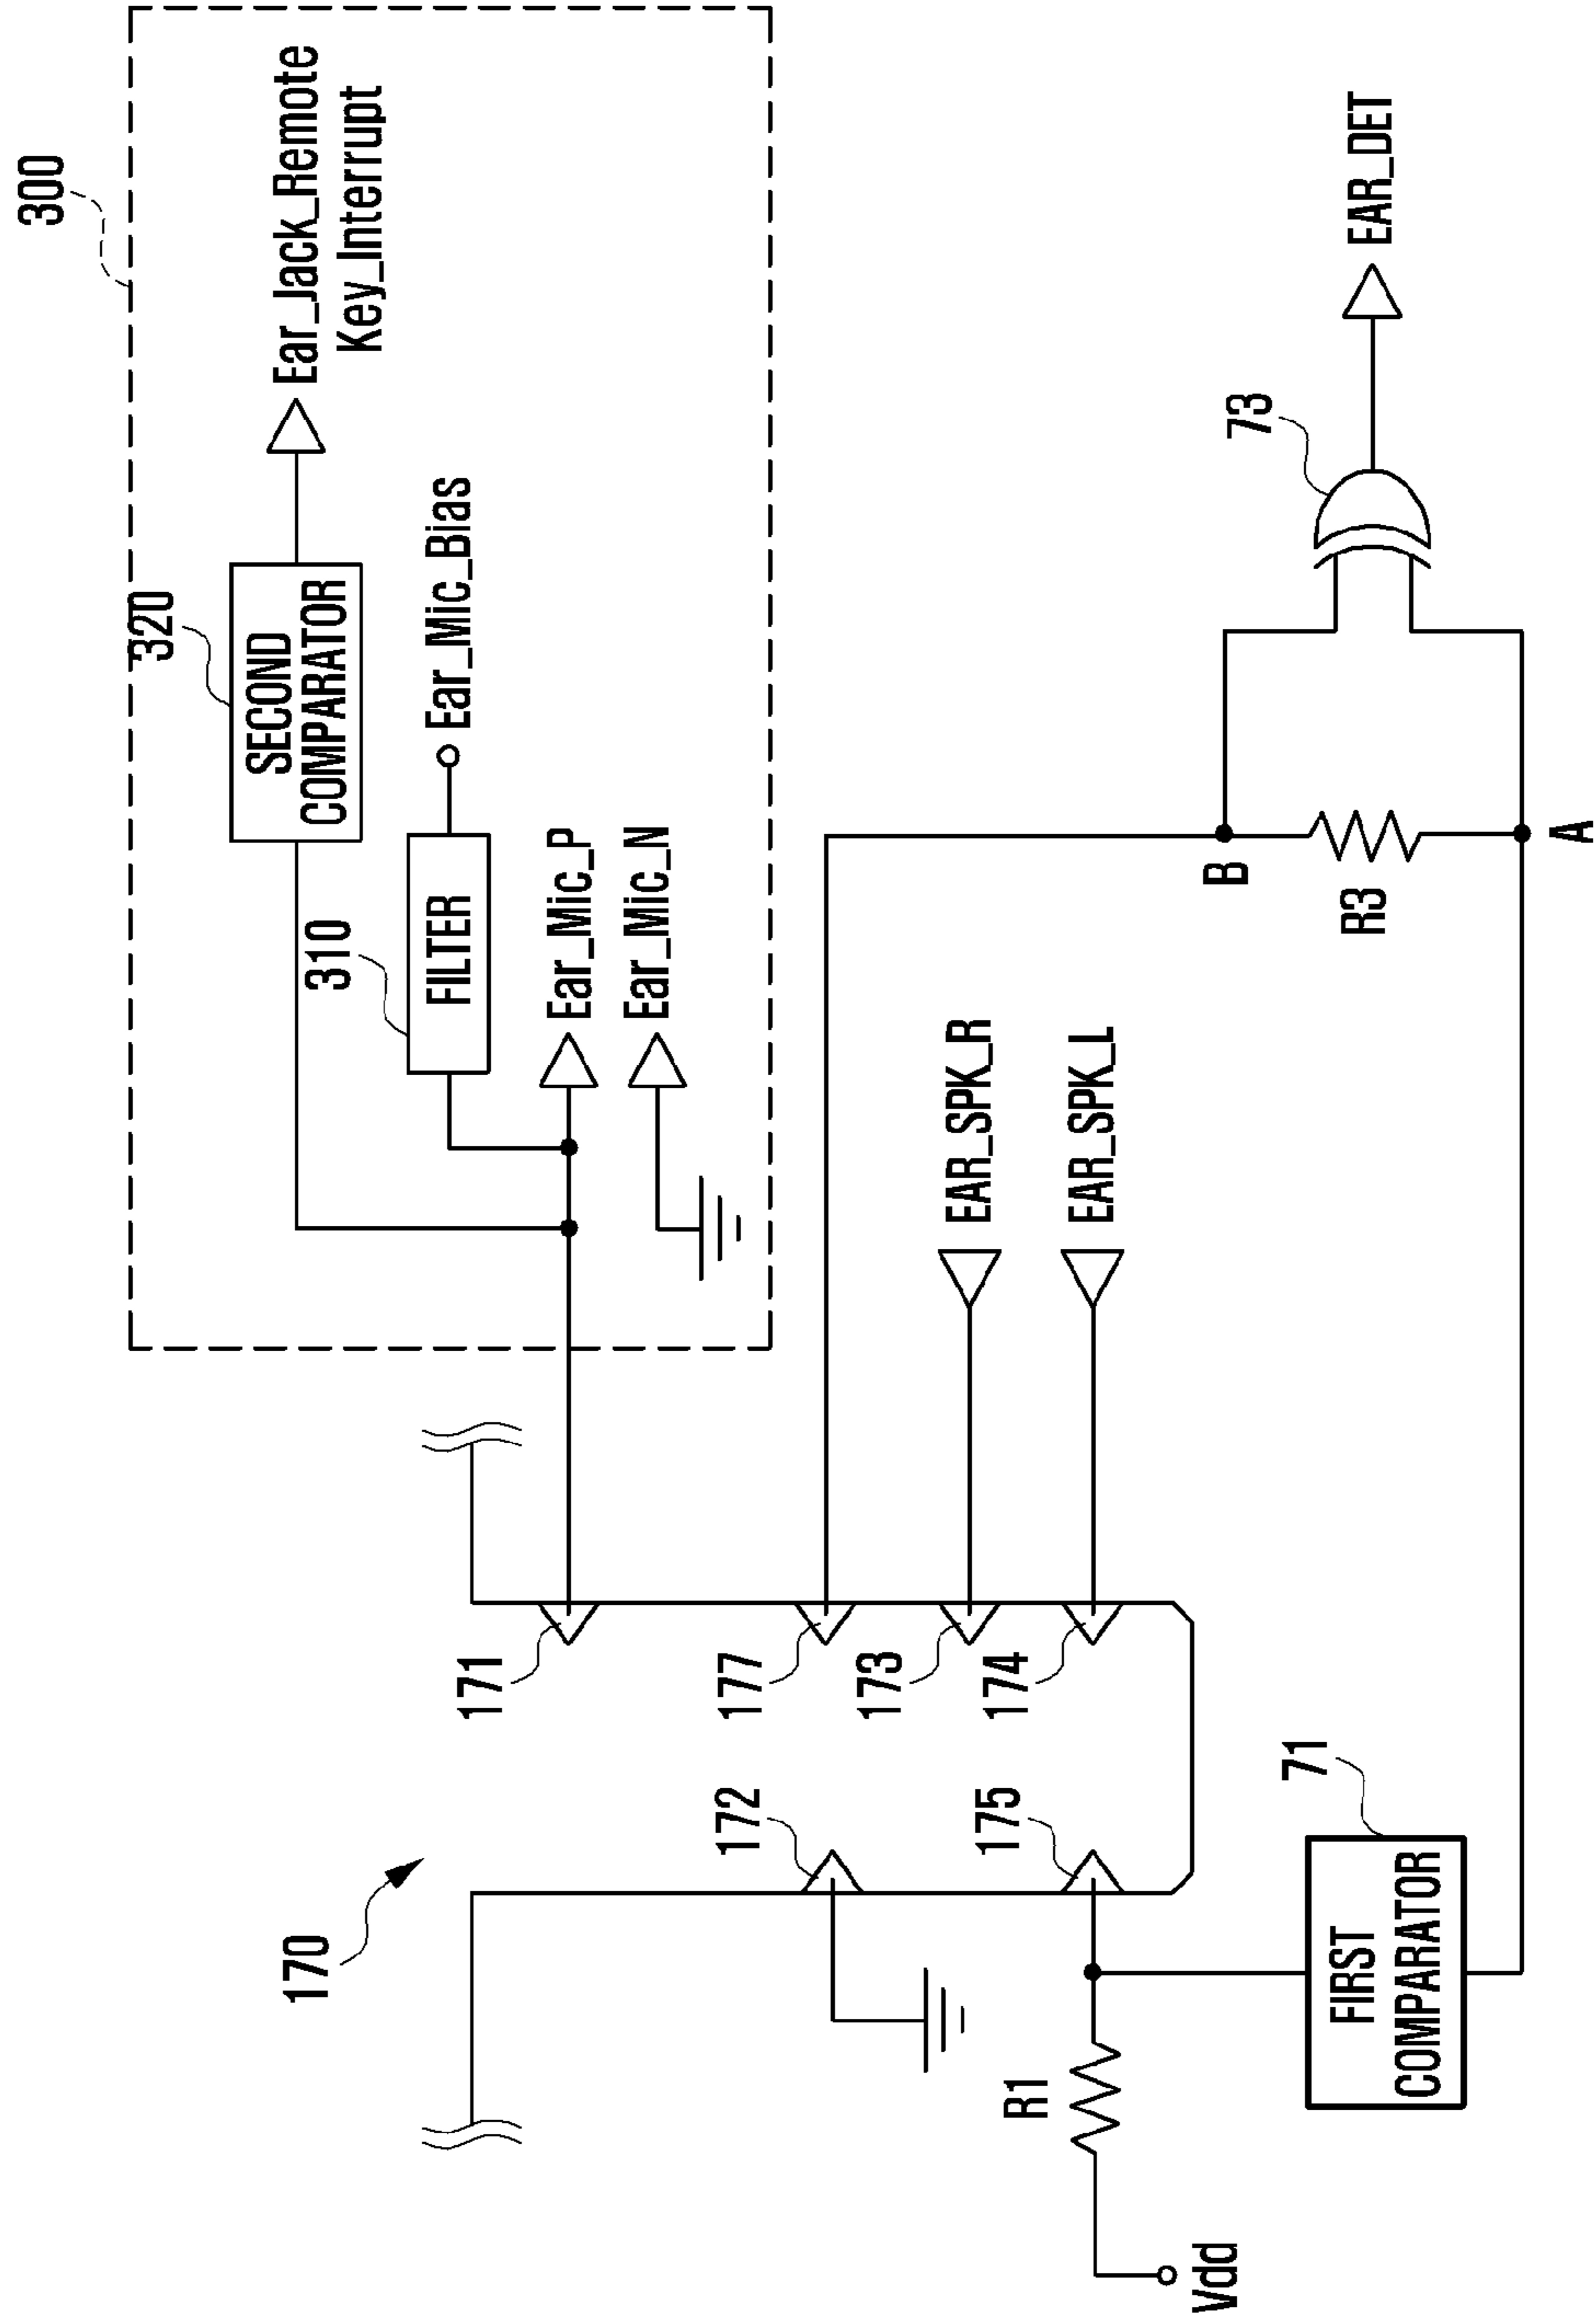 300
320
SECOND
COMPARATOR
Ear_Jack_Remote
Key_Interrupt
310
FILTER
Ear_Mic_Bias
Ear_Mic_P
Ear_Mic_N
170
171
172
177
173
EAR_SPK_R
174
EAR_SPK_L
175
R1
Vdd
71
FIRST
COMPARATOR
B
R3
A
73
EAR_DET